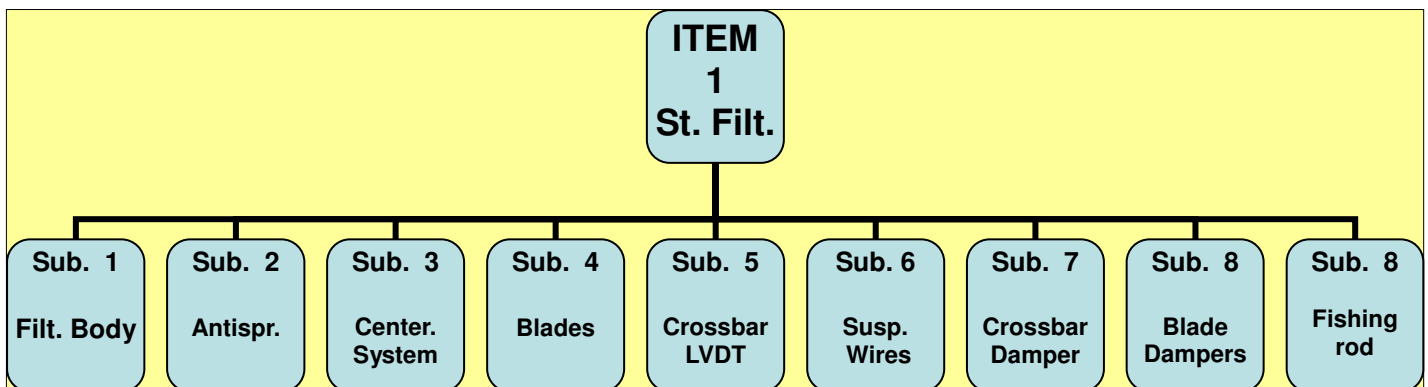 ITEM
1
St. Filt.
Sub. 1
Filt. Body
Sub. 2
Antispr.
Sub. 3
Center.
System
Sub. 4
Blades
Sub. 5
Crossbar
LVDT
Sub. 6
Susp.
Wires
Sub. 7
Crossbar
Damper
Sub. 8
Blade
Dampers
Sub. 8
Fishing
rod